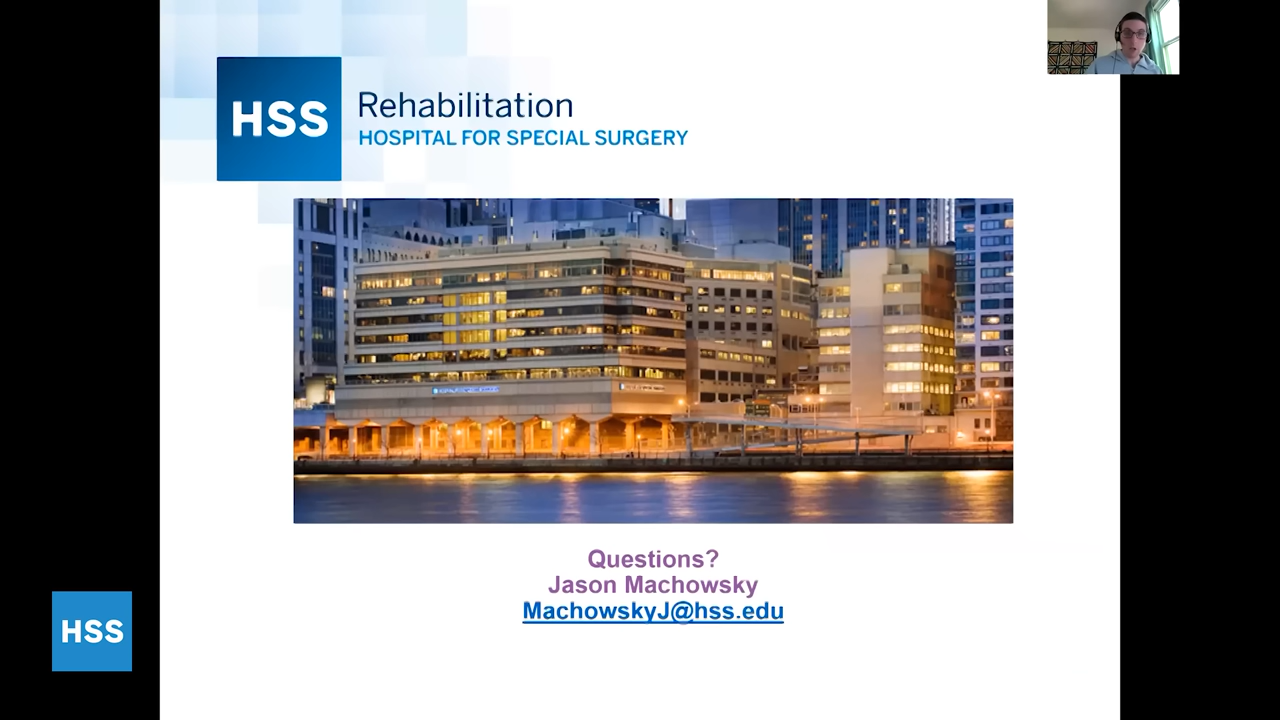 HSS
Rehabilitation
HOSPITAL FOR SPECIAL SURGERY
Questions?
Jason Machowsky
MachowskyJ@hss.edu
HSS